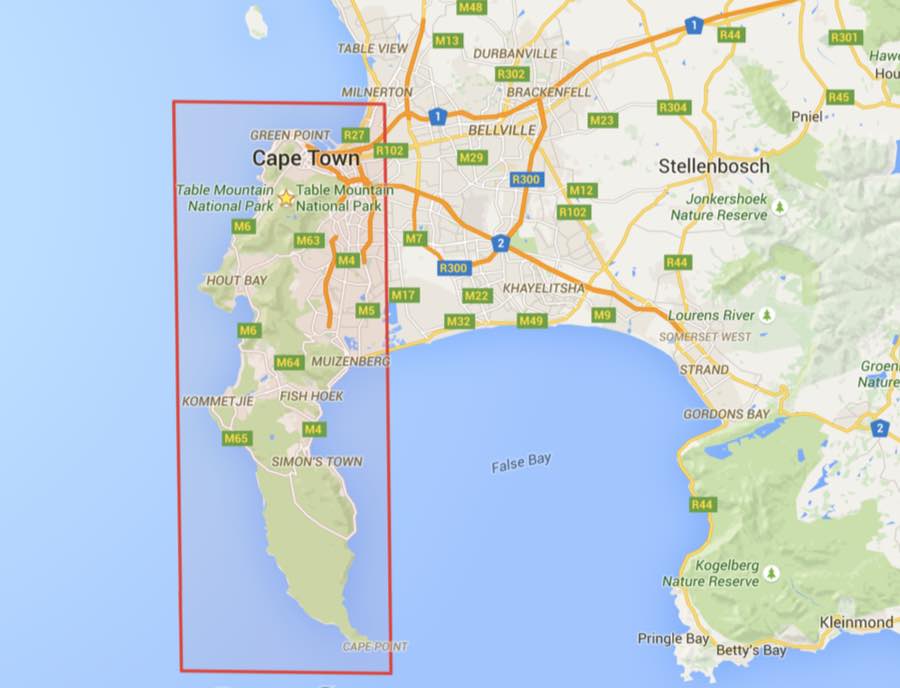 M48
1
R44
R301
M13
TABLE VIEW
DURBANVILLE
R302
Hawe
Hou
MILNERTON
BRACKENFELL
R45
R304
Pniel
1
M23
GREEN POINT
R27
BELLVILLE
Cape Town
R102
M29
Stellenbosch
R300
M12
Table Mountain
National Park
Table Mountain
National Park
Jonkershoek
Nature Reserve
R102
M6
M63
M7
2
M4
R300
R44
HOUT BAY
KHAYELITSHA
M17
M22
M5
M9
Lourens River
M6
M32
M49
SOMERSET WEST
M64
MUIZENBERG
STRAND
Groen
Nature
KOMMETJIE
FISH HOEK
GORDONS BAY
M4
2
M65
SIMON'S TOWN
False Bay
R44
Kogelberg
Nature Reserve
Kleinmond
Pringle Bay
CAPE POINT
Betty's Bay